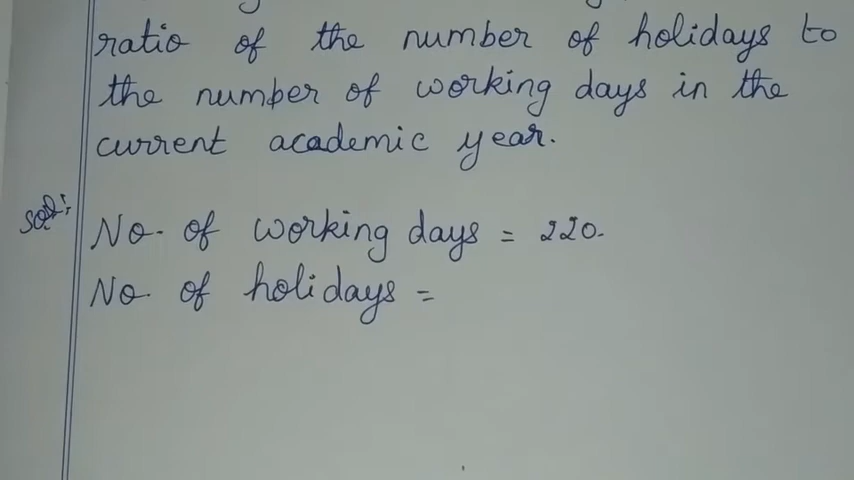 ratio of the number of holidays to
the number of working days in the
current academic year.
Sol:
No. of working days = 220.
No. of holidays =